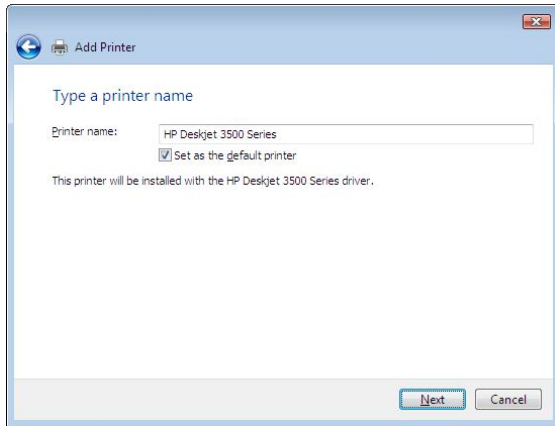 Add Printer
Type a printer name
Printer name: HP Deskjet 3500 Series
Set as the default printer
This printer will be installed with the HP Deskjet 3500 Series driver.
Next Cancel